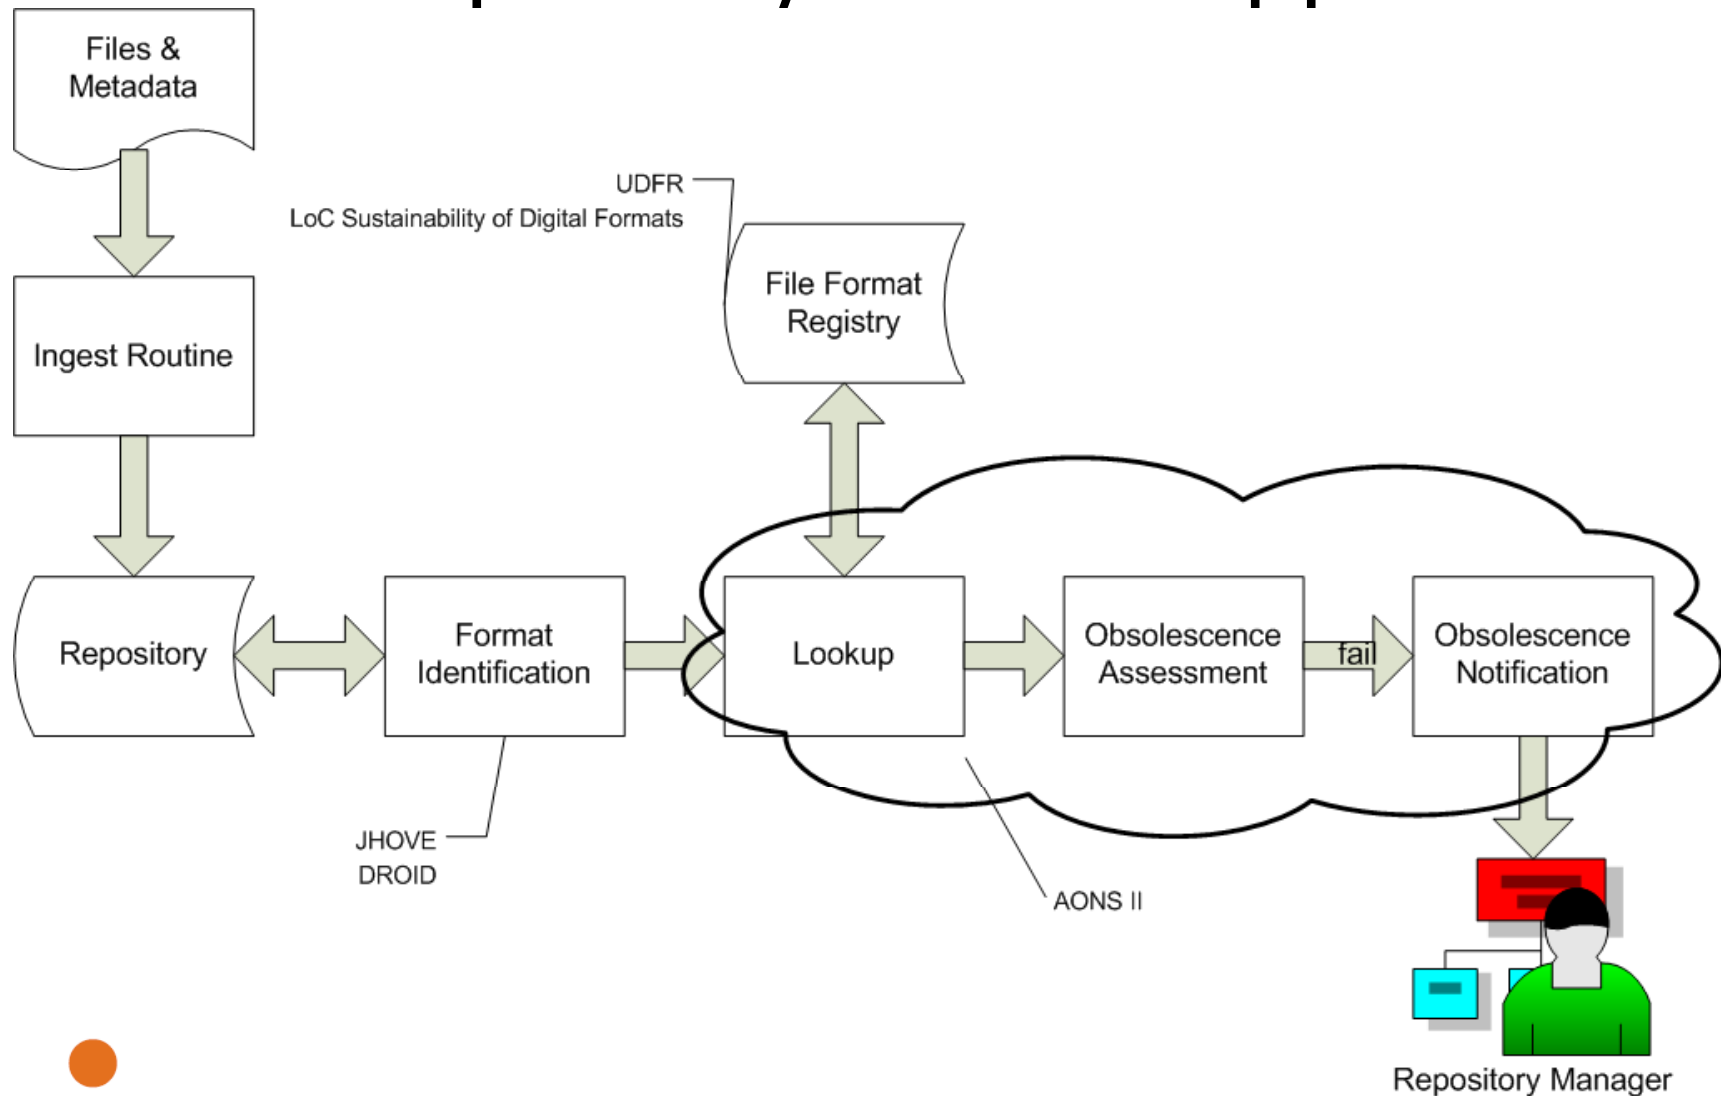 Files &
Metadata
UDFR
LoC Sustainability of Digital Formats
File Format
Registry
Ingest Routine
Repository
Format
Identification
Lookup
Obsolescence
Assessment
fail
Obsolescence
Notification
JHOVE
DROID
AONS II
Repository Manager